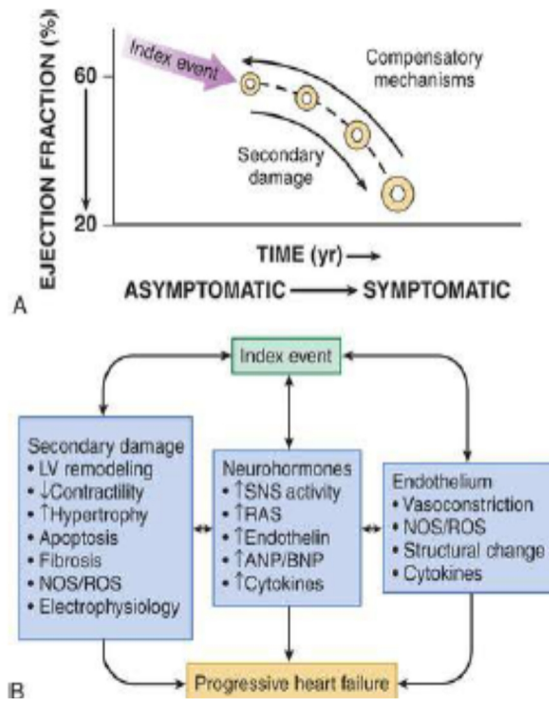 EJECTION FRACTION (%)
60
20
Index event
Compensatory
mechanisms
Secondary
damage
TIME (yr)
ASYMPTOMATIC → SYMPTOMATIC
A
Index event
Secondary damage
• LV remodeling
• ↓Contractility
• ↑Hypertrophy
• Apoptosis
• Fibrosis
• NOS/ROS
• Electrophysiology
Neurohormones
• ↑SNS activity
• ↑RAS
• ↑Endothelin
• ↑ANP/BNP
• ↑Cytokines
Endothelium
• Vasoconstriction
• NOS/ROS
• Structural change
• Cytokines
Progressive heart failure
B